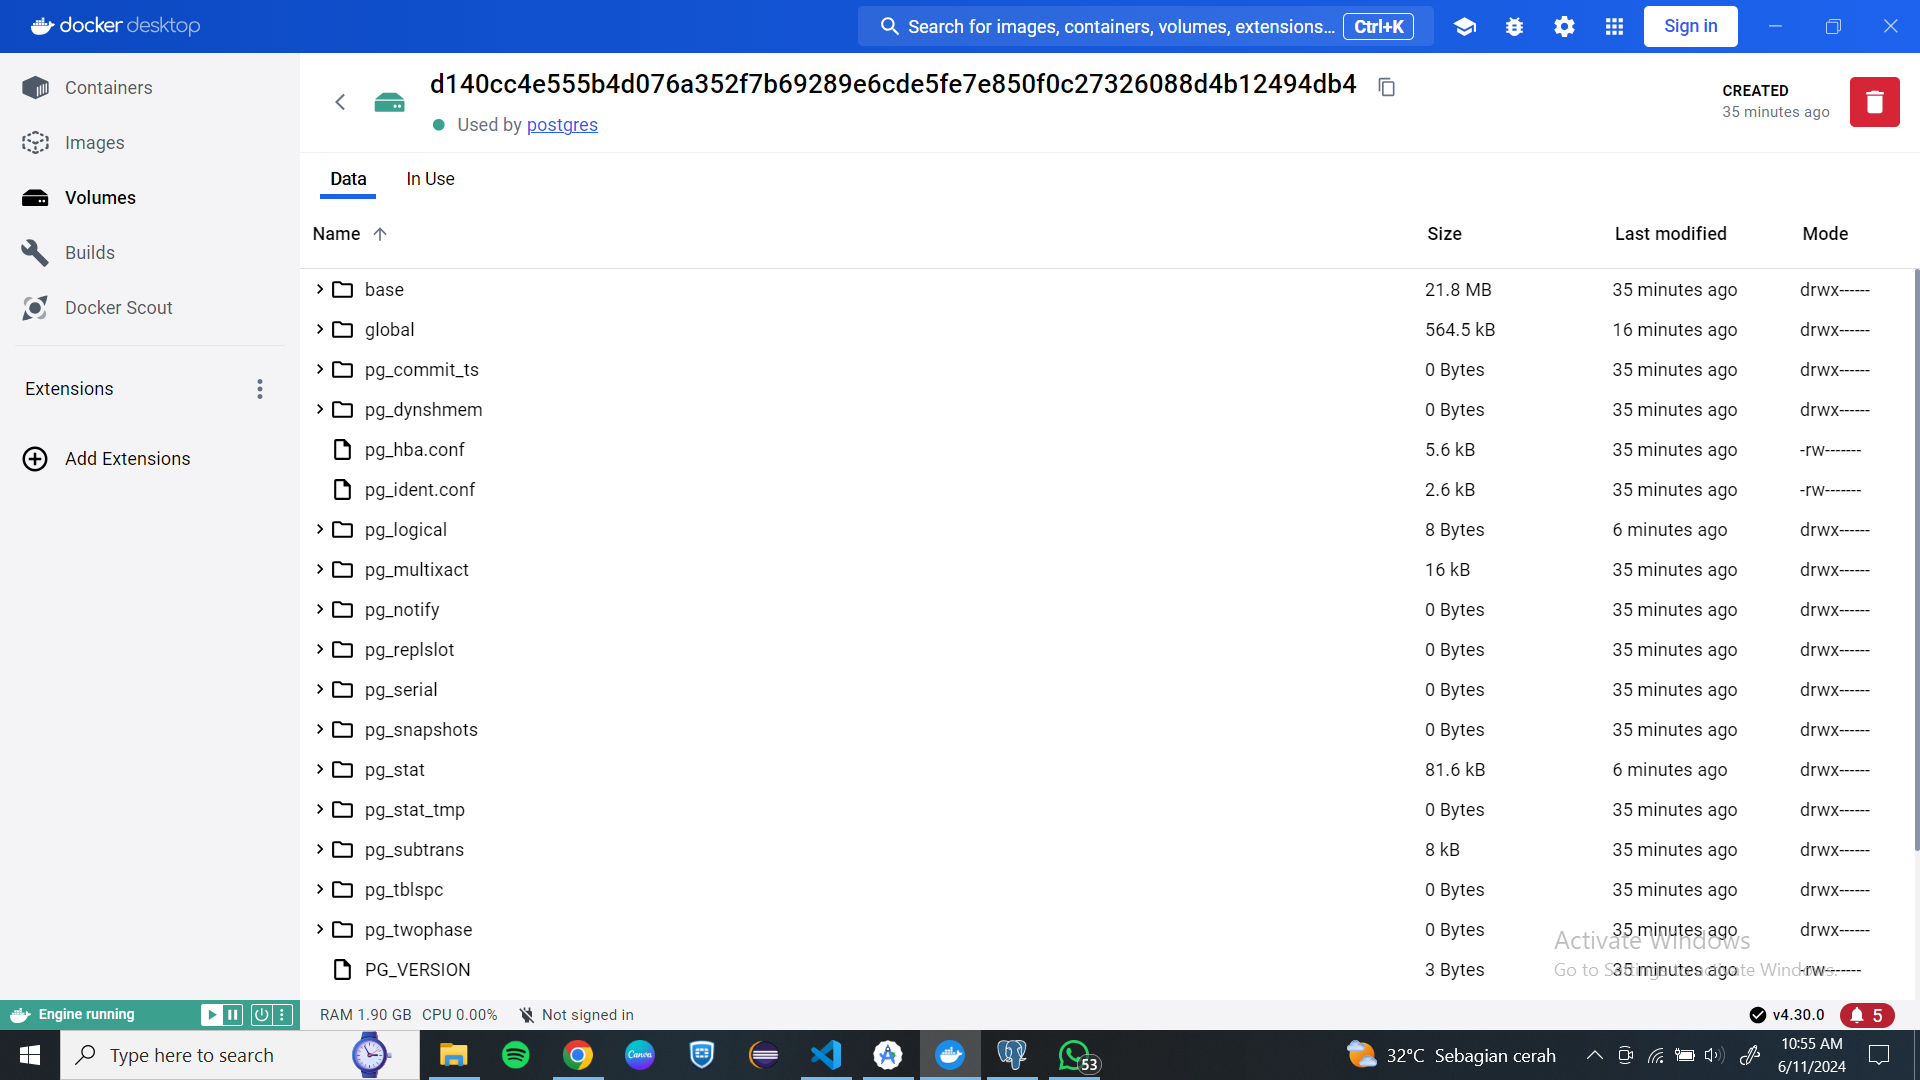 docker desktop
Search for images, containers, volumes, extensions... Ctrl+K
Sign in
Containers
Images
Volumes
Builds
Docker Scout
Extensions
Add Extensions
d140cc4e555b4d076a352f7b69289e6cde5fe7e850f0c27326088d4b12494db4
Used by postgres
CREATED
35 minutes ago
Data In Use
Name Size Last modified Mode
base 21.8 MB 35 minutes ago drwx------
global 564.5 kB 16 minutes ago drwx------
pg_commit_ts 0 Bytes 35 minutes ago drwx------
pg_dynshmem 0 Bytes 35 minutes ago drwx------
pg_hba.conf 5.6 kB 35 minutes ago -rw-------
pg_ident.conf 2.6 kB 35 minutes ago -rw-------
pg_logical 8 Bytes 6 minutes ago drwx------
pg_multixact 16 kB 35 minutes ago drwx------
pg_notify 0 Bytes 35 minutes ago drwx------
pg_replslot 0 Bytes 35 minutes ago drwx------
pg_serial 0 Bytes 35 minutes ago drwx------
pg_snapshots 0 Bytes 35 minutes ago drwx------
pg_stat 81.6 kB 6 minutes ago drwx------
pg_stat_tmp 0 Bytes 35 minutes ago drwx------
pg_subtrans 8 kB 35 minutes ago drwx------
pg_tblspc 0 Bytes 35 minutes ago drwx------
pg_twophase 0 Bytes 35 minutes ago drwx------
PG_VERSION 3 Bytes 35 minutes ago -rw-------
Activate Windows
Go to Settings to activate Windows.
Engine running
RAM 1.90 GB CPU 0.00% Not signed in
v4.30.0 5
Type here to search
Canva
53
32°C Sebagian cerah
10:55 AM
6/11/2024